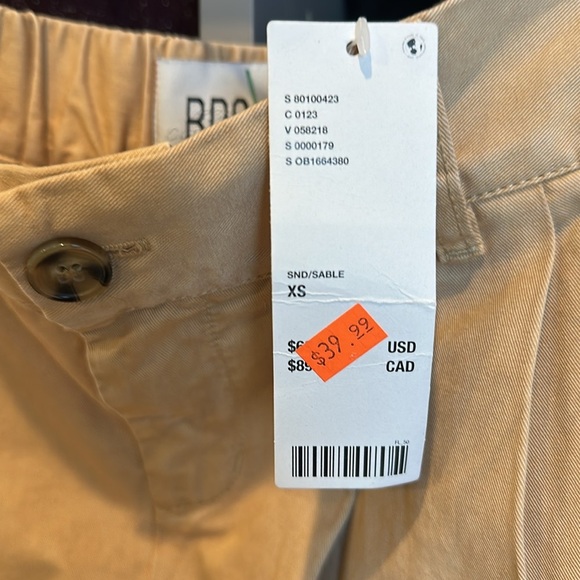 S 80100423
C 0123
V 058218
S 0000179
S OB1664380
SND/SABLE
XS
$39.99
USD
CAD